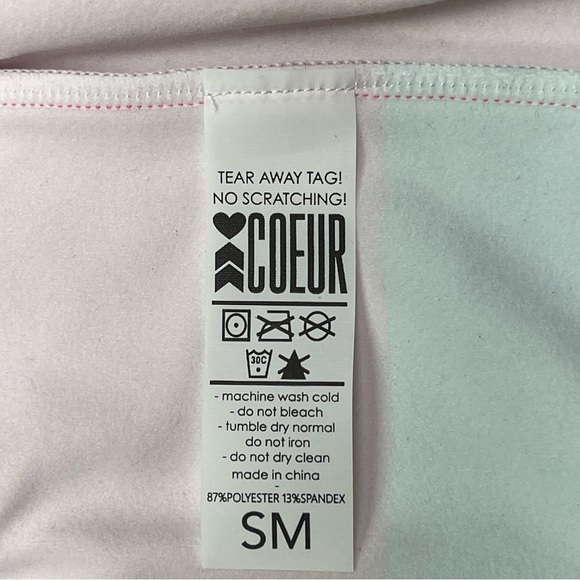 TEAR AWAY TAG!
NO SCRATCHING!
COEUR
30C
- machine wash cold
- do not bleach
- tumble dry normal
do not iron
- do not dry clean
made in china
-
87%POLYESTER 13%SPANDEX
SM